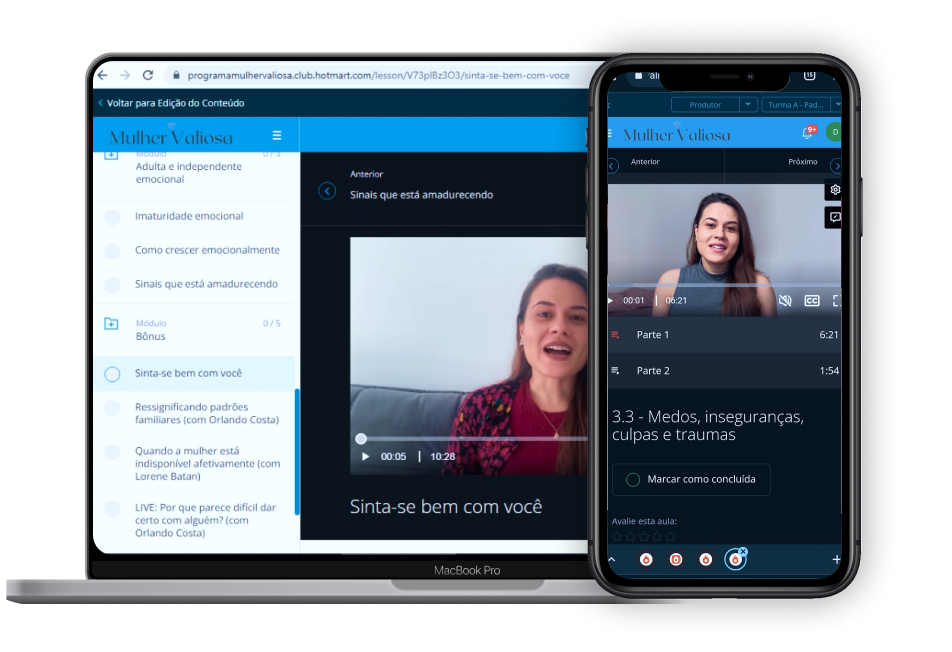 programamulhervaliosa.club.hotmart.com/lesson/V73pl8z3O3/sinta-se-bem-com-voce
Voltar para Edição do Conteúdo
Mulher Valiosa
Módulo
0 / 3
Adulta e independente
emocional
Imaturidade emocional
Como crescer emocionalmente
Sinais que está amadurecendo
Módulo
0 / 5
Bônus
Sinta-se bem com você
Ressignificando padrões
familiares (com Orlando Costa)
Quando a mulher está
indisponível afetivamente (com
Lorene Batan)
LIVE: Por que parece difícil dar
certo com alguém? (com
Orlando Costa)
Anterior
Sinais que está amadurecendo
00:05 | 10:28
Sinta-se bem com você
MacBook Pro
Produtor
Turma A - Pad...
Mulher Valiosa
9+
D
Anterior
Próximo
00:01 | 06:21
CC
Parte 1
6:21
Parte 2
1:54
3.3 - Medos, inseguranças,
culpas e traumas
Marcar como concluída
Avalie esta aula: